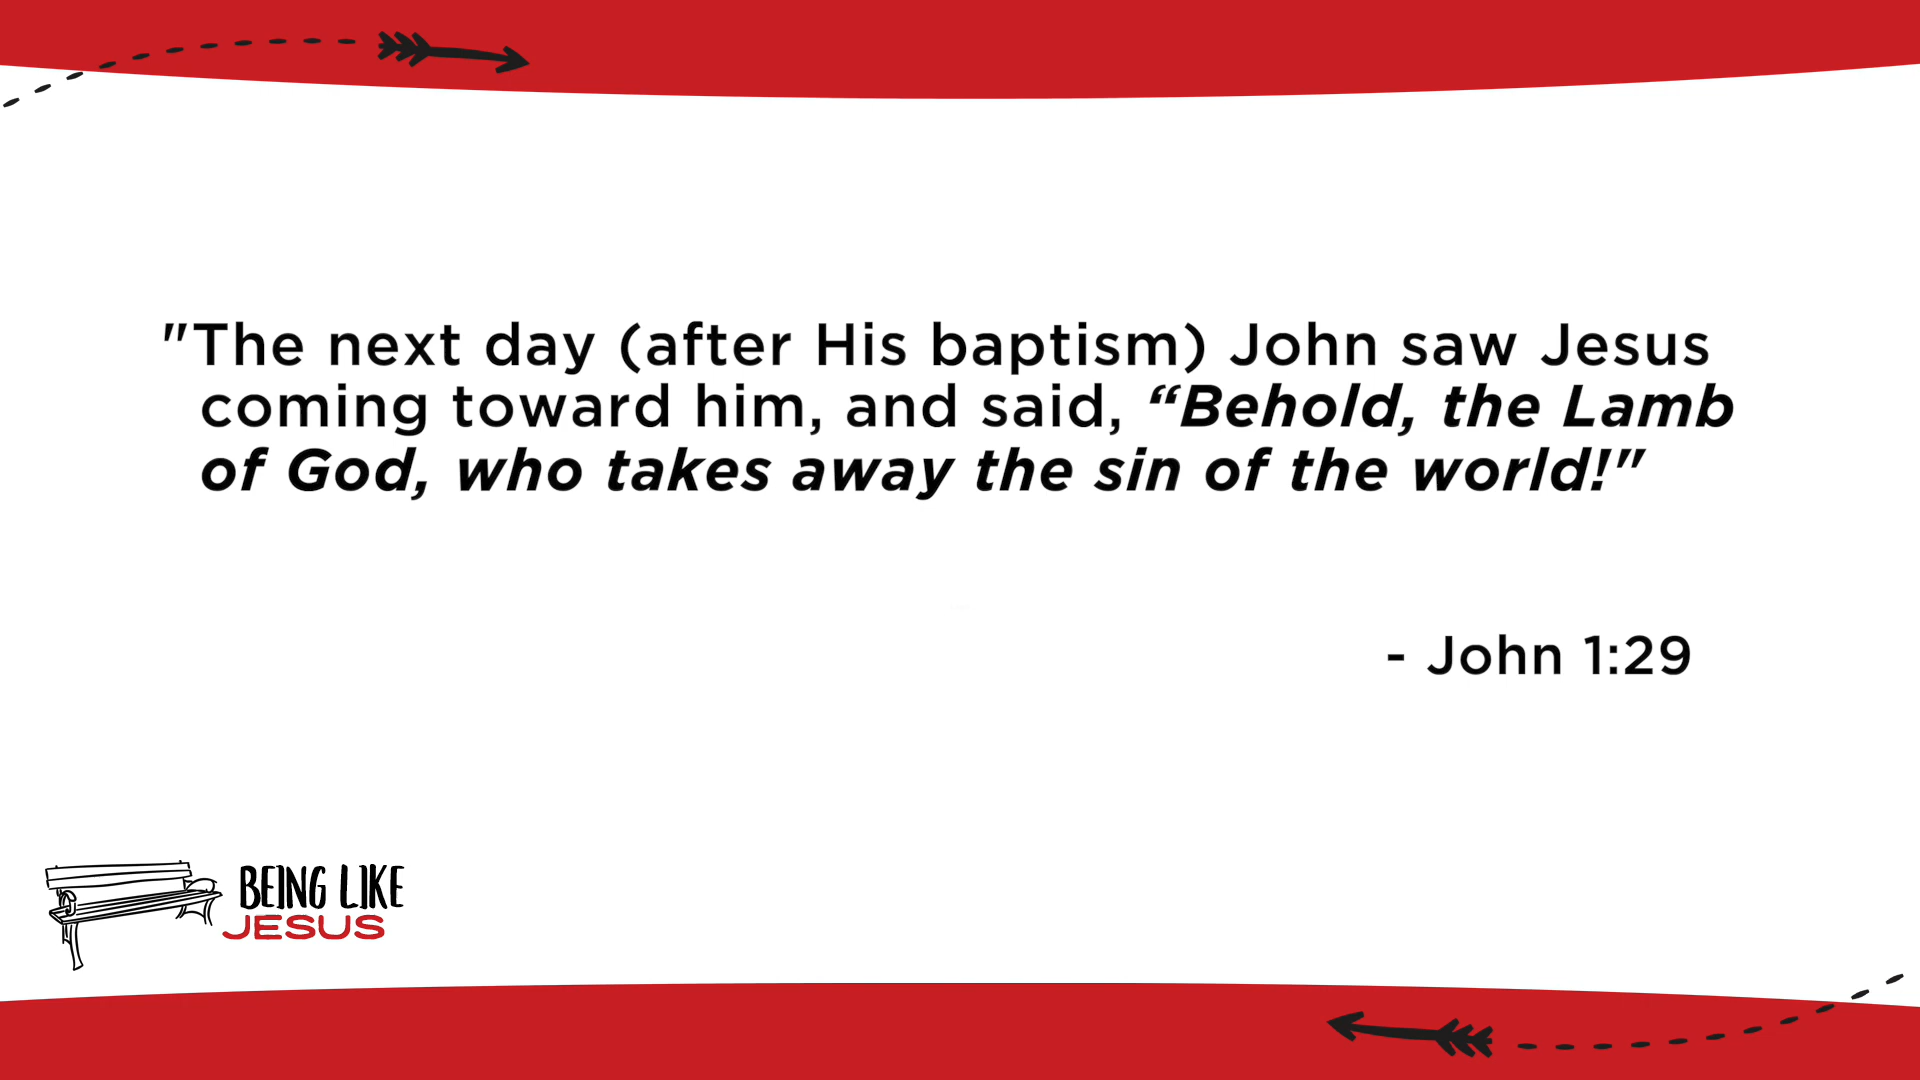 "The next day (after His baptism) John saw Jesus
coming toward him, and said, “Behold, the Lamb
of God, who takes away the sin of the world!"
- John 1:29
BEING LIKE
JESUS